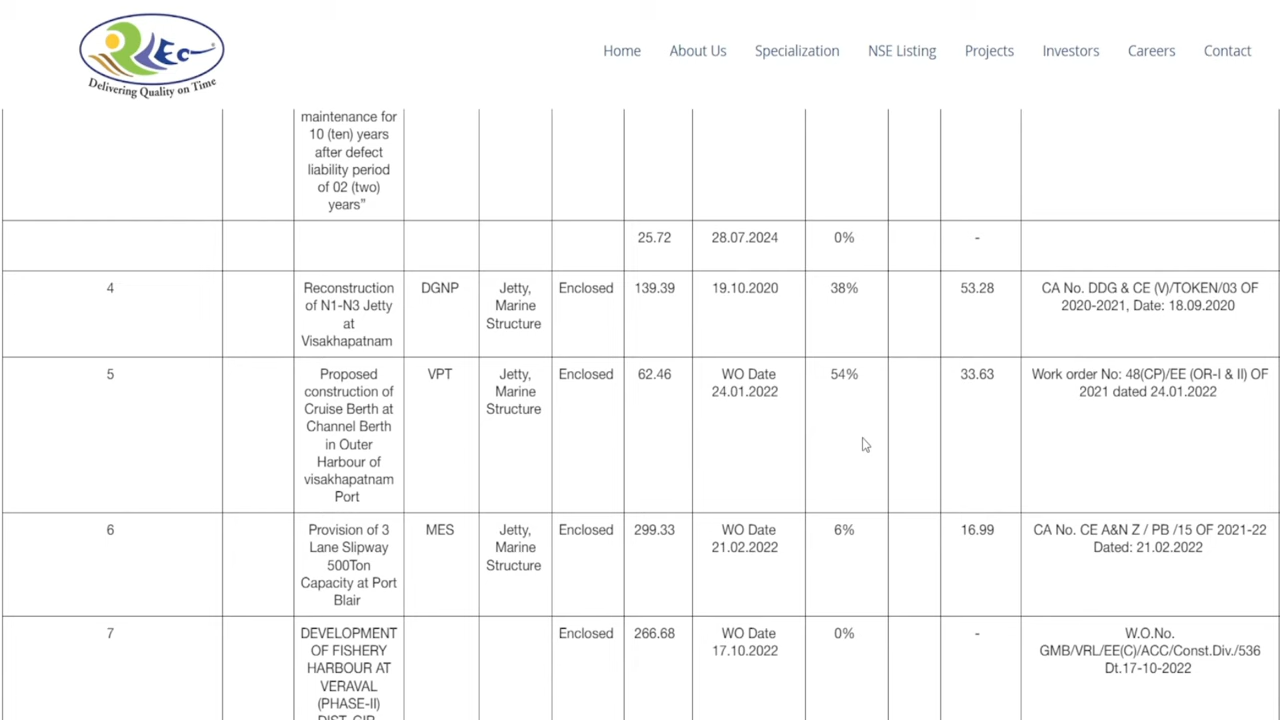 REC
Delivering Quality on Time
Home About Us Specialization NSE Listing Projects Investors Careers Contact
maintenance for
10 (ten) years
after defect
liability period
of 02 (two)
years"
25.72 28.07.2024 0% -
4 Reconstruction DGNP Jetty, Enclosed 139.39 19.10.2020 38% 53.28 CA No. DDG & CE (V)/TOKEN/03 OF
of N1-N3 Jetty Marine 2020-2021, Date: 18.09.2020
at Structure
Visakhapatnam
5 Proposed VPT Jetty, Enclosed 62.46 WO Date 54% 33.63 Work order No: 48(CP)/EE (OR-I & II) OF
construction of Marine 24.01.2022 2021 dated 24.01.2022
Cruise Berth at Structure
Channel Berth
in Outer
Harbour of
visakhapatnam
Port
6 Provision of 3 MES Jetty, Enclosed 299.33 WO Date 6% 16.99 CA No. CE A&N Z / PB /15 OF 2021-22
Lane Slipway Marine 21.02.2022 Dated: 21.02.2022
500Ton Structure
Capacity at Port
Blair
7 DEVELOPMENT Enclosed 266.68 WO Date 0% - W.O.No.
OF FISHERY 17.10.2022 GMB/VRL/EE(C)/ACC/Const.Div./536
HARBOUR AT Dt.17-10-2022
VERAVAL
(PHASE-II)
DIST. GIR